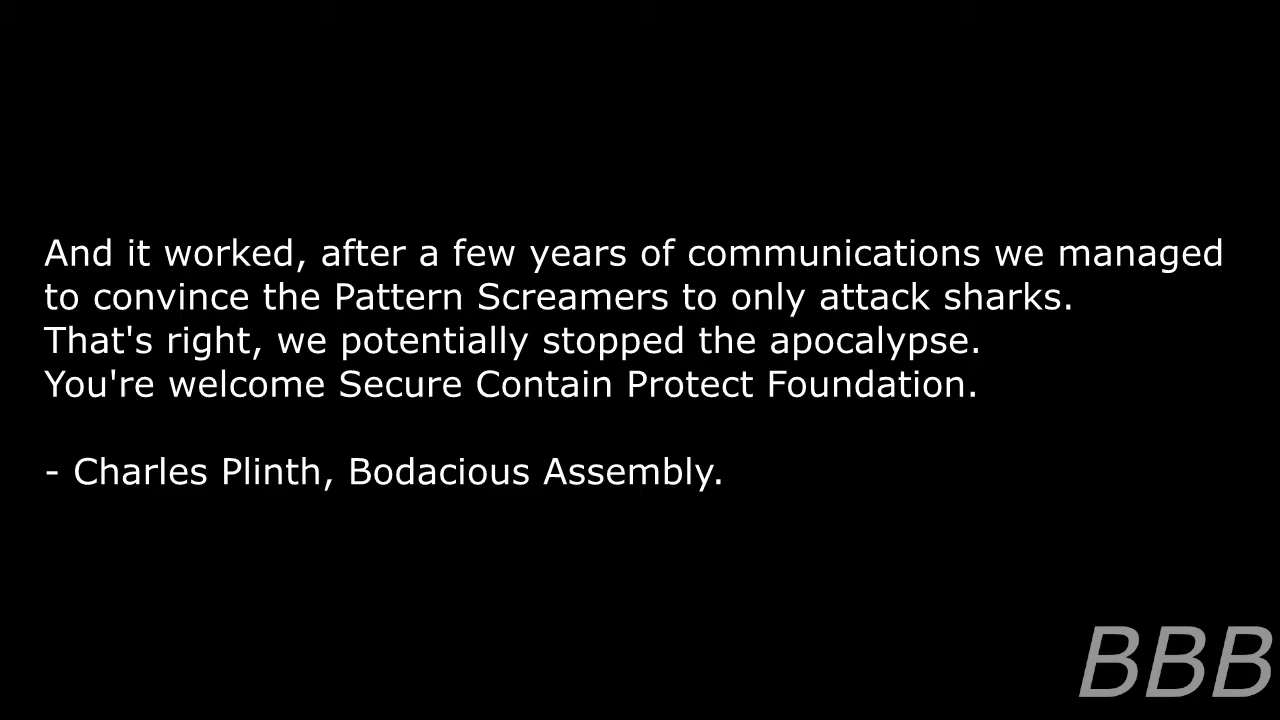 And it worked, after a few years of communications we managed
to convince the Pattern Screamers to only attack sharks.
That's right, we potentially stopped the apocalypse.
You're welcome Secure Contain Protect Foundation.
- Charles Plinth, Bodacious Assembly.
BBB